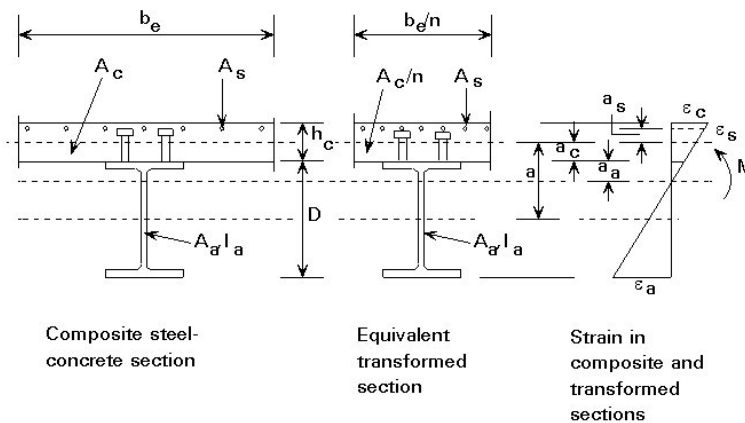 b e
b e/n
A c
A s
A c/n
A s
a s
ε c
ε s
h c
a c
a a
a
M
D
A a, I a
A a, I a
ε a
Composite steel-
concrete section
Equivalent
transformed
section
Strain in
composite and
transformed
sections